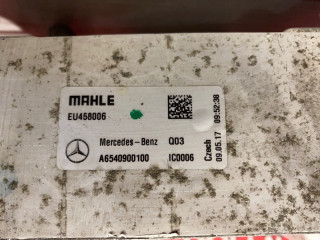 MAHLE
EU458006
Mercedes-Benz Q03
A6540900100 IC0006
Czech 09:52:38
09.05.17